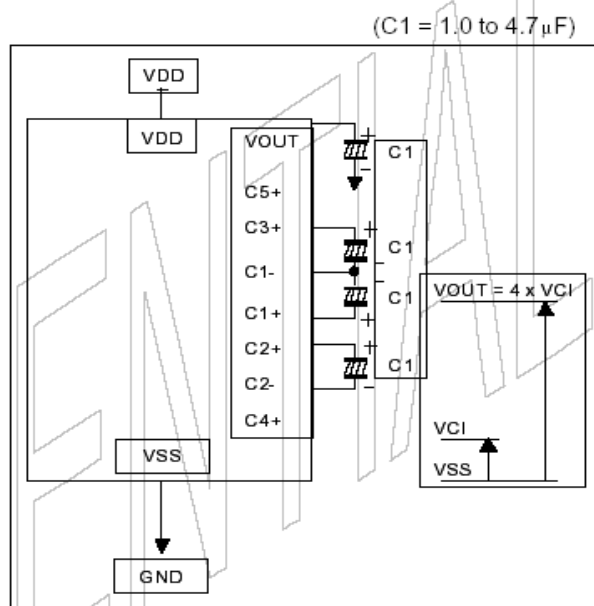 (C1 = 1.0 to 4.7μF)
VDD
VDD
VOUT
C5+
C3+
C1-
C1+
C2+
C2-
C4+
+
-
C1
+
C1
-
-
C1
+
+
C1
-
VOUT = 4 x VCI
VCI
VSS
VSS
GND